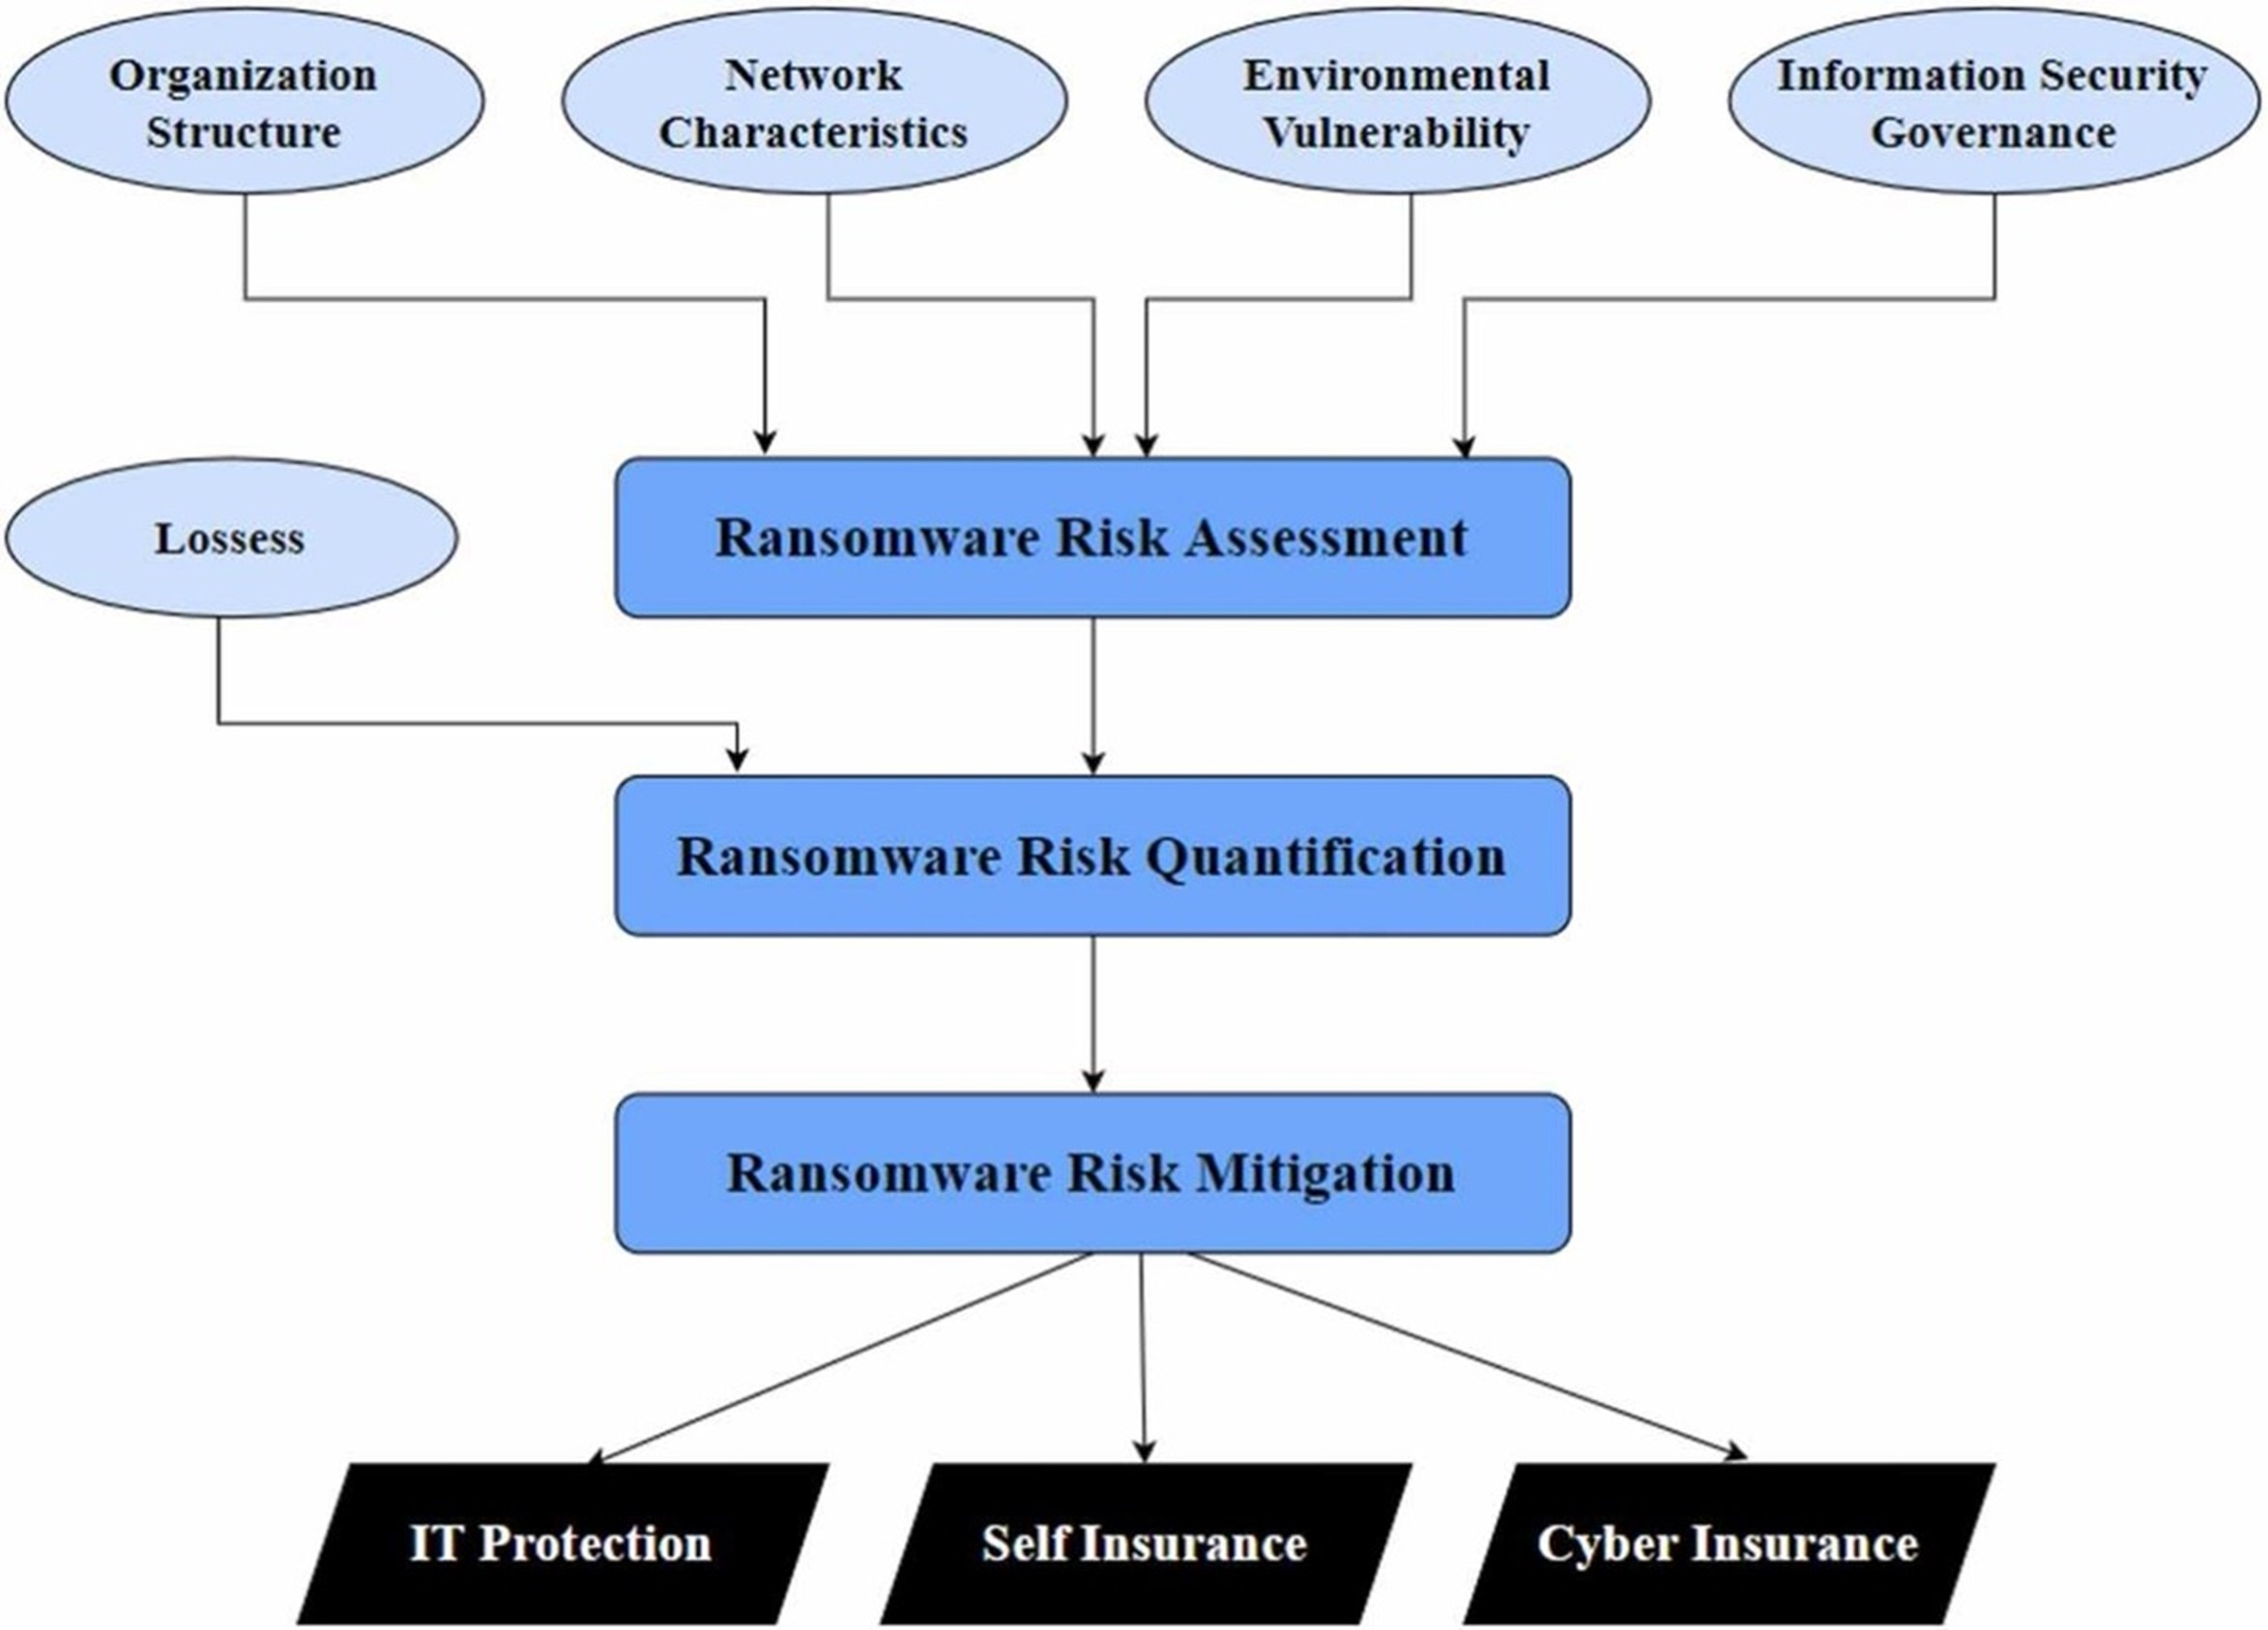 Organization
Structure
Network
Characteristics
Environmental
Vulnerability
Information Security
Governance
Lossess
Ransomware Risk Assessment
Ransomware Risk Quantification
Ransomware Risk Mitigation
IT Protection
Self Insurance
Cyber Insurance